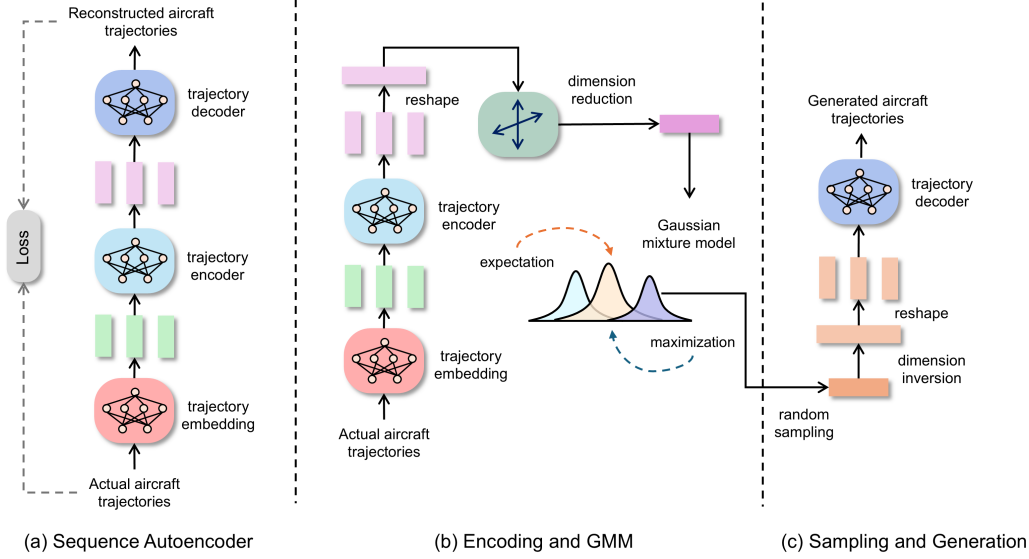 Reconstructed aircraft
trajectories
trajectory
decoder
Loss
trajectory
encoder
trajectory
embedding
Actual aircraft
trajectories
(a) Sequence Autoencoder
reshape
dimension
reduction
trajectory
encoder
Gaussian
mixture model
expectation
maximization
trajectory
embedding
Actual aircraft
trajectories
(b) Encoding and GMM
Generated aircraft
trajectories
trajectory
decoder
reshape
dimension
inversion
random
sampling
(c) Sampling and Generation